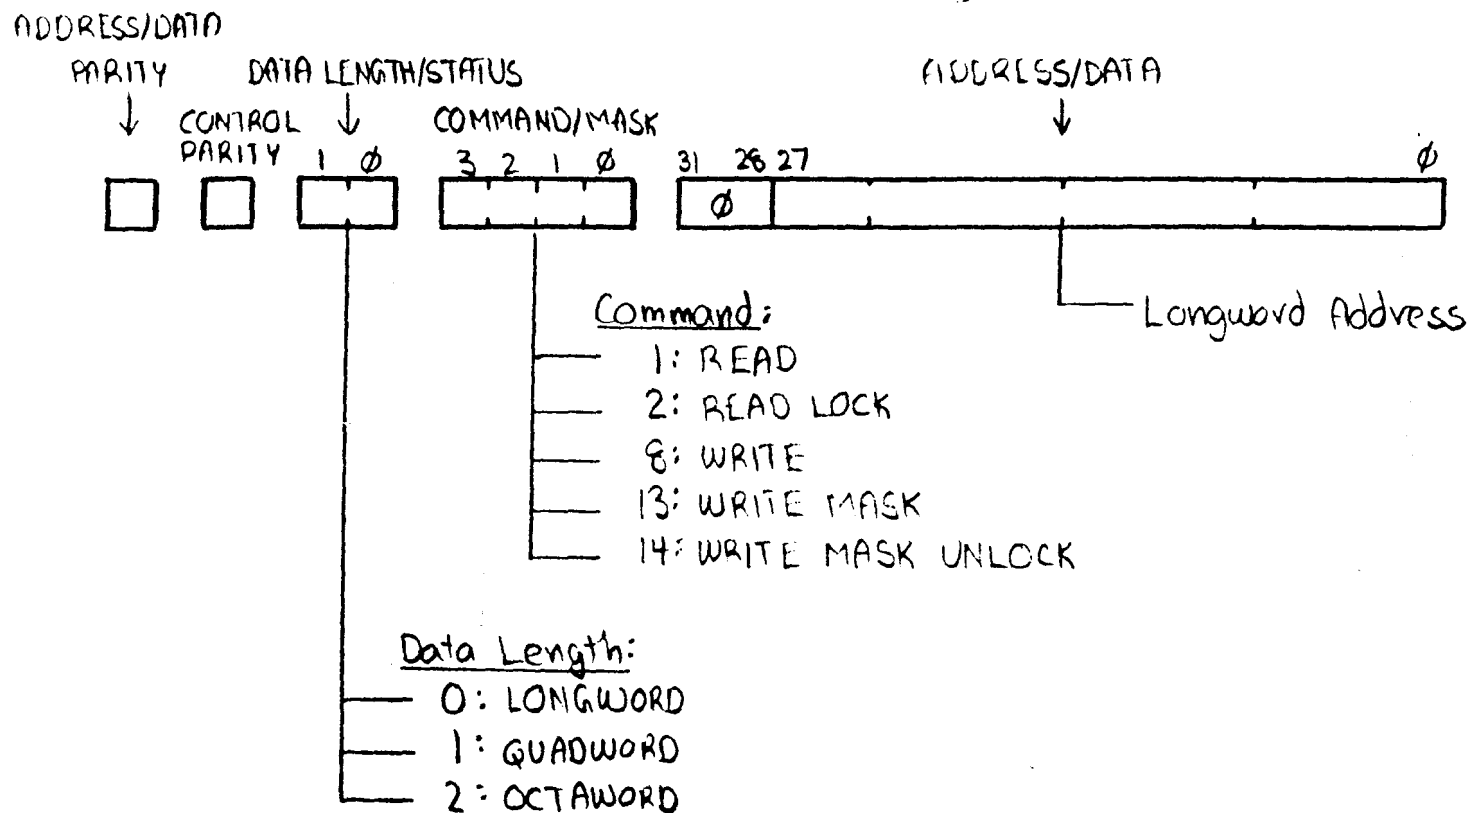 ADDRESS/DATA
PARITY DATA LENGTH/STATUS ADDRESS/DATA
CONTROL COMMAND/MASK
PARITY 1 Ø 3 2 1 Ø 31 28 27 Ø
Ø
Longword Address
Command:
1: READ
2: READ LOCK
8: WRITE
13: WRITE MASK
14: WRITE MASK UNLOCK
Data Length:
0: LONGWORD
1: QUADWORD
2: OCTAWORD